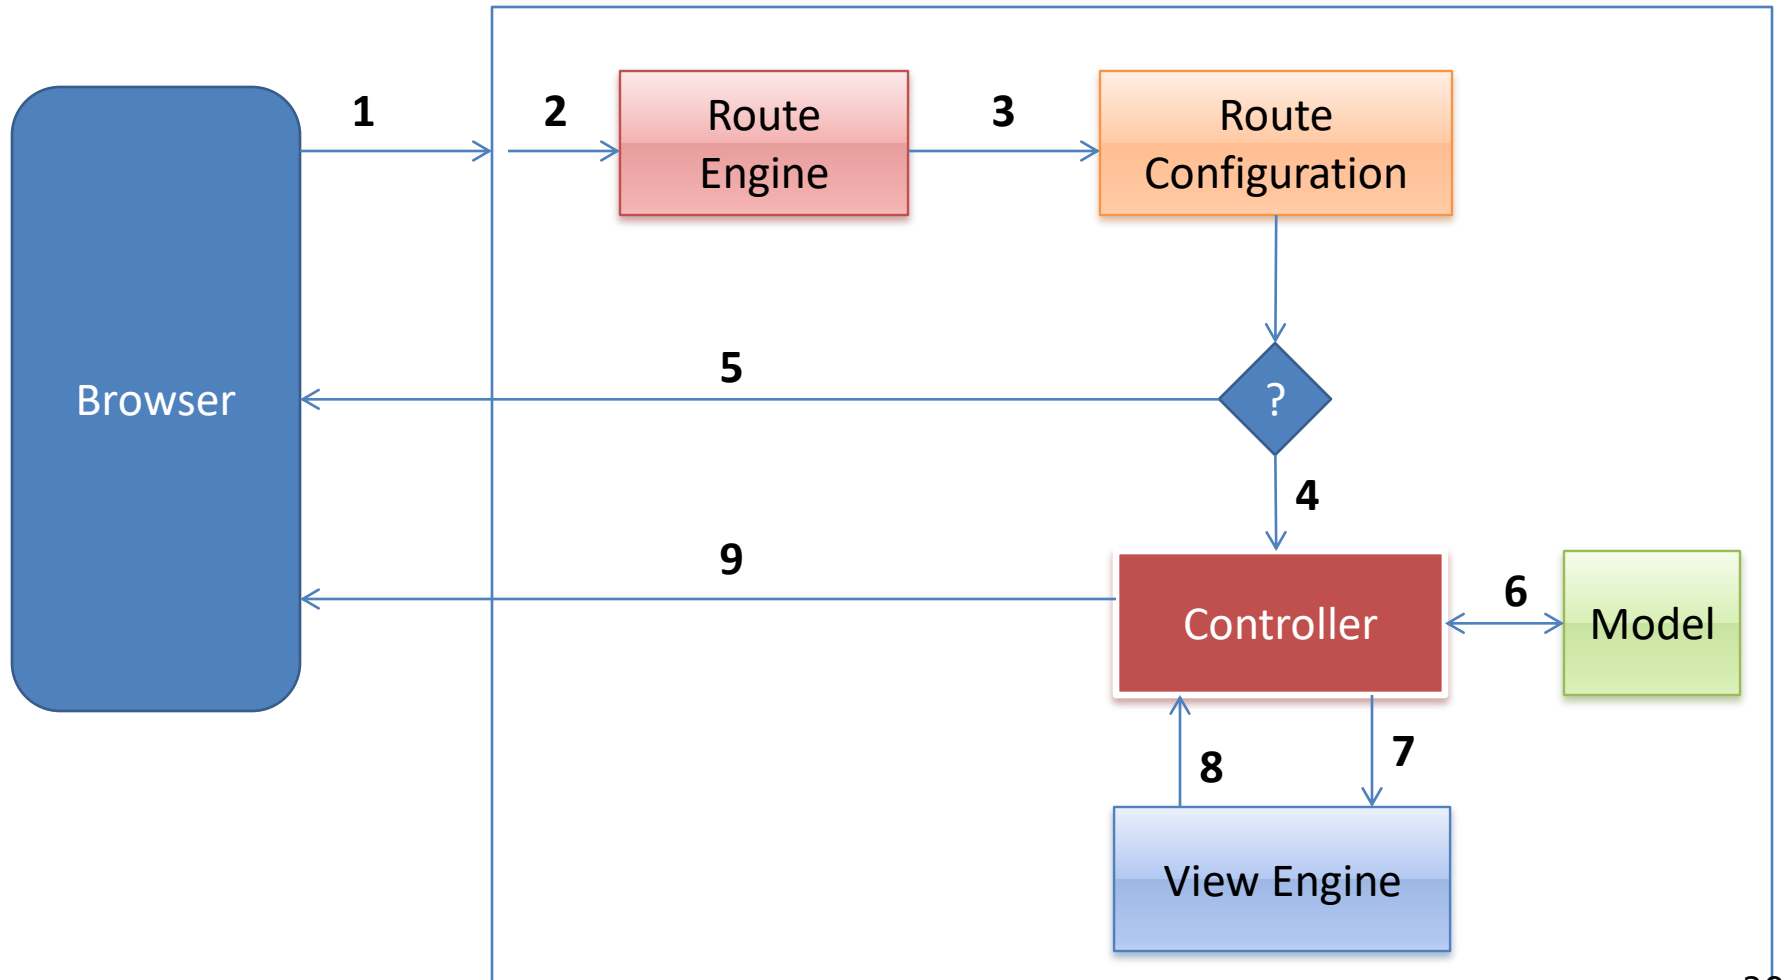 1
2
Route
Engine
3
Route
Configuration
5
Browser
?
4
9
Controller
6
Model
8
7
View Engine